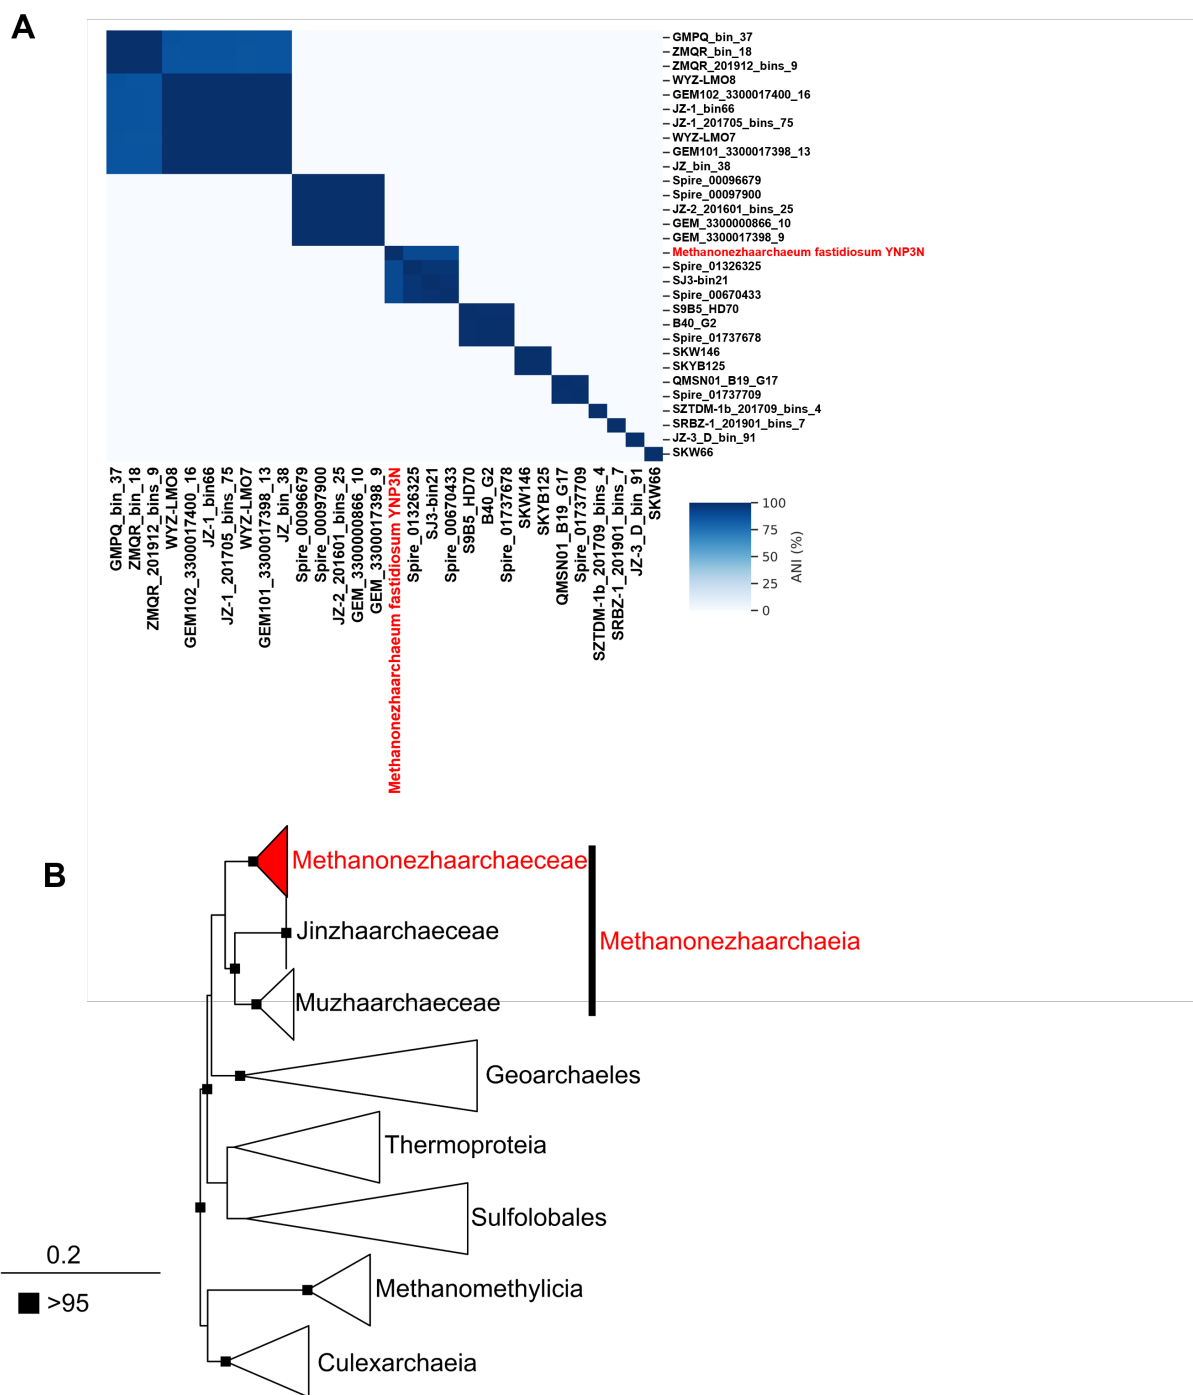 A
GMPQ_bin_37
ZMQR_bin_18
ZMQR_201912_bins_9
WYZ-LMO8
GEM102_3300017400_16
JZ-1_bin66
JZ-1_201705_bins_75
WYZ-LMO7
GEM101_3300017398_13
JZ_bin_38
Spire_00096679
Spire_00097900
JZ-2_201601_bins_25
GEM_3300000866_10
GEM_3300017398_9
Methanonezhaarchaeum fastidiosum YNP3N
Spire_01326325
SJ3-bin21
Spire_00670433
S9B5_HD70
B40_G2
Spire_01737678
SKW146
SKYB125
QMSN01_B19_G17
Spire_01737709
SZTDM-1b_201709_bins_4
SRBZ-1_201901_bins_7
JZ-3_D_bin_91
SKW66
GMPQ_bin_37
ZMQR_bin_18
ZMQR_201912_bins_9
WYZ-LMO8
GEM102_3300017400_16
JZ-1_bin66
JZ-1_201705_bins_75
WYZ-LMO7
GEM101_3300017398_13
JZ_bin_38
Spire_00096679
Spire_00097900
JZ-2_201601_bins_25
GEM_3300000866_10
GEM_3300017398_9
Methanonezhaarchaeum fastidiosum YNP3N
Spire_01326325
SJ3-bin21
Spire_00670433
S9B5_HD70
B40_G2
Spire_01737678
SKW146
SKYB125
QMSN01_B19_G17
Spire_01737709
SZTDM-1b_201709_bins_4
SRBZ-1_201901_bins_7
JZ-3_D_bin_91
SKW66
100
75
50
25
0
ANI (%)
B
Methanonezhaarchaeceae
Jinzhaarchaeceae
Muzhaarchaeceae
Methanonezhaarchaeia
Geoarchaeles
Thermoproteia
Sulfolobales
Methanomethylicia
Culexarchaeia
0.2
>95